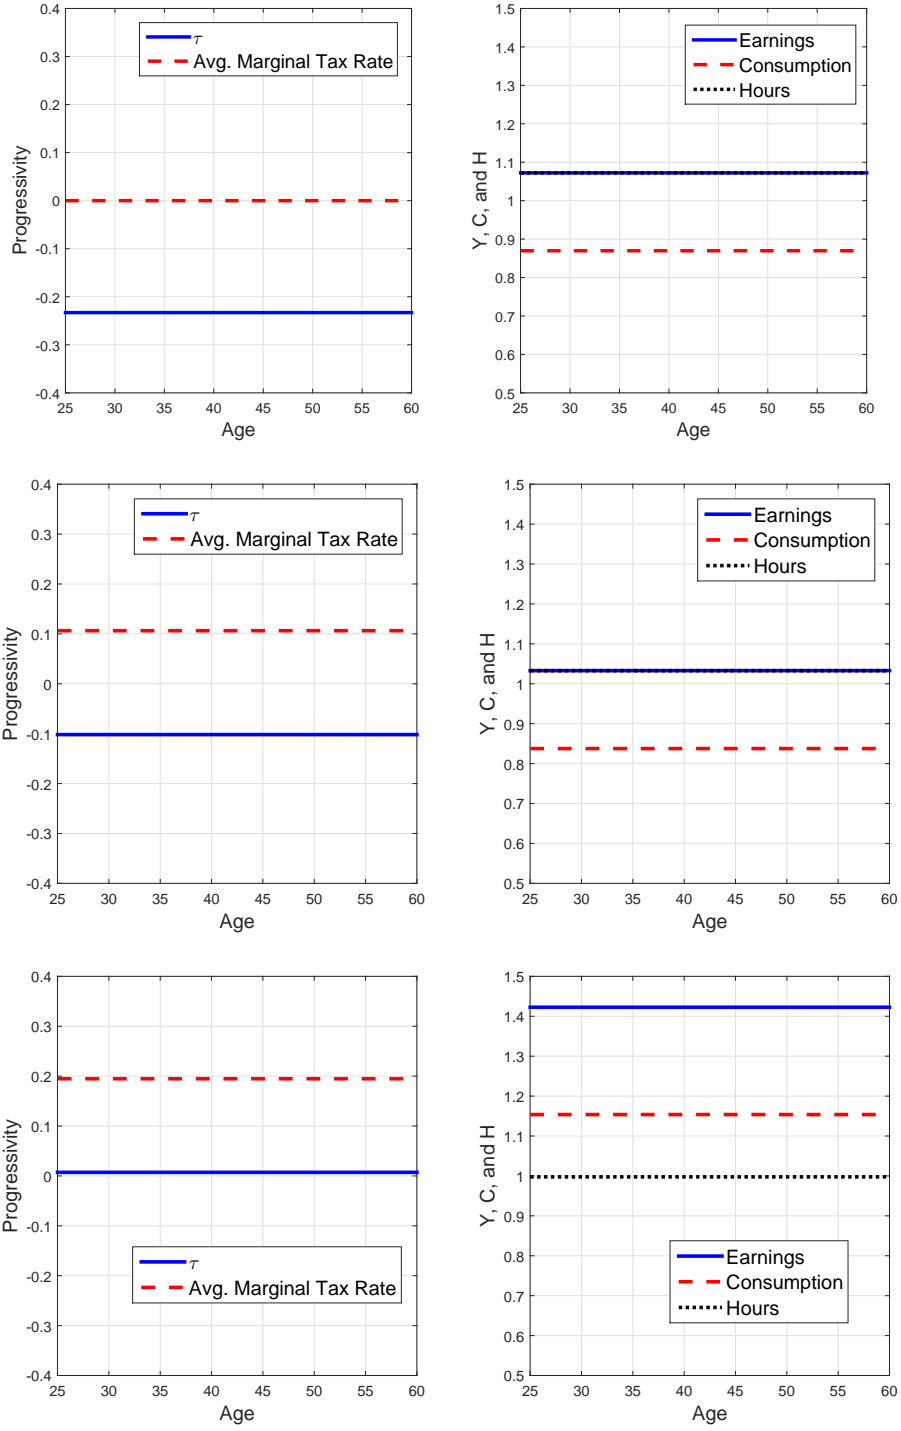 0.4
0.3
0.2
0.1
0
-0.1
-0.2
-0.3
-0.4
25 30 35 40 45 50 55 60
Age
Progressivity
τ
Avg. Marginal Tax Rate
1.5
1.4
1.3
1.2
1.1
1
0.9
0.8
0.7
0.6
0.5
25 30 35 40 45 50 55 60
Age
Y, C, and H
Earnings
Consumption
Hours
0.4
0.3
0.2
0.1
0
-0.1
-0.2
-0.3
-0.4
25 30 35 40 45 50 55 60
Age
Progressivity
τ
Avg. Marginal Tax Rate
1.5
1.4
1.3
1.2
1.1
1
0.9
0.8
0.7
0.6
0.5
25 30 35 40 45 50 55 60
Age
Y, C, and H
Earnings
Consumption
Hours
0.4
0.3
0.2
0.1
0
-0.1
-0.2
-0.3
-0.4
25 30 35 40 45 50 55 60
Age
Progressivity
τ
Avg. Marginal Tax Rate
1.5
1.4
1.3
1.2
1.1
1
0.9
0.8
0.7
0.6
0.5
25 30 35 40 45 50 55 60
Age
Y, C, and H
Earnings
Consumption
Hours